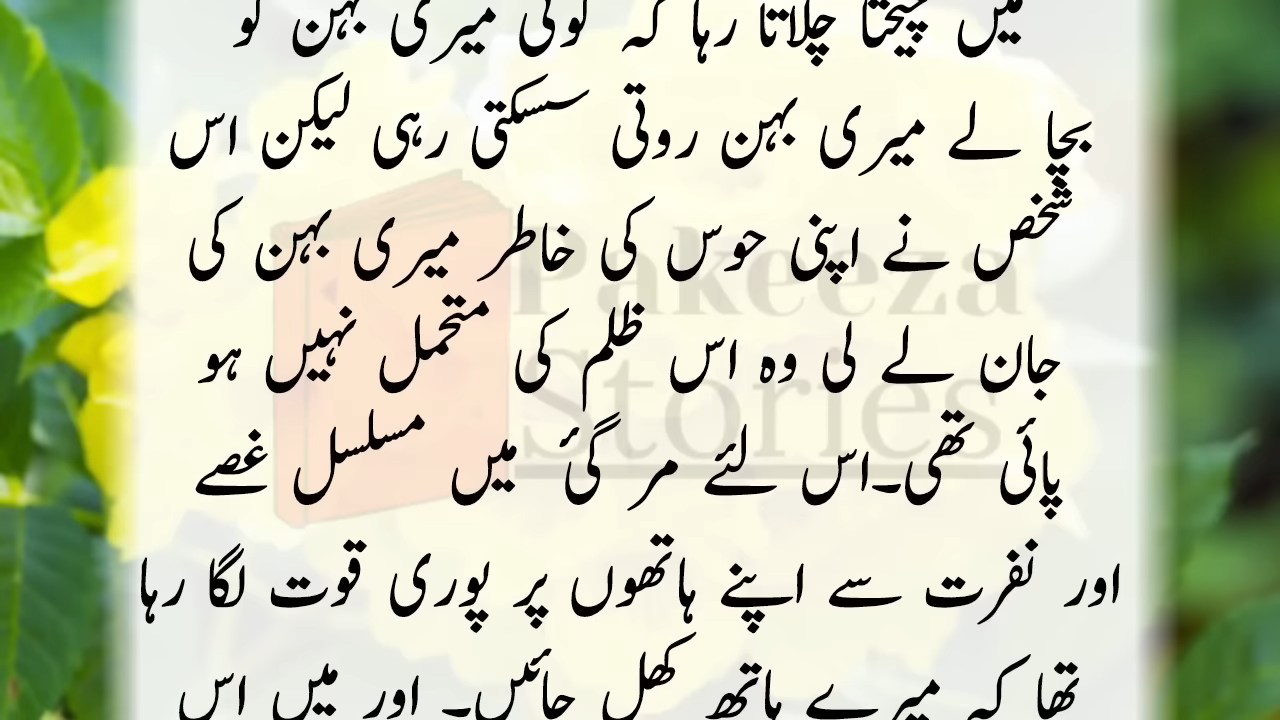 میں چیختا چلاتا رہا کہ کوئی میری بہن کو
بچا لے میری بہن روتی سسکتی رہی لیکن اس
شخص نے اپنی حوس کی خاطر میری بہن کی
جان لے لی وہ اس ظلم کی متحمل نہیں ہو
پائی تھی۔اس لئے مر گئ میں مسلسل غصے
اور نفرت سے اپنے ہاتھوں پر پوری قوت لگا رہا
تھا کہ میرے ہاتھ کھل جائیں۔ اور میں اس
Pakeeza
Stories